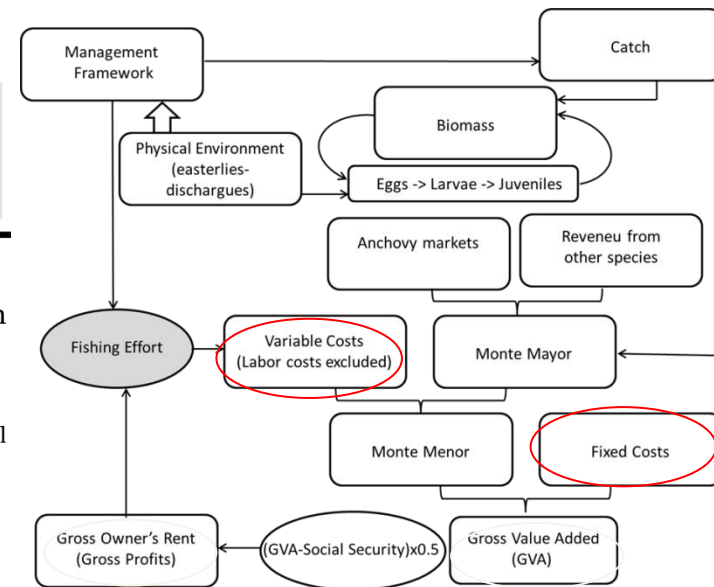 Management
Framework
Catch
Biomass
Physical Environment
(easterlies-
dischargues)
Eggs -> Larvae -> Juveniles
Anchovy markets
Reveneu from
other species
n
Fishing Effort
Variable Costs
(Labor costs excluded)
Monte Mayor
l
Monte Menor
Fixed Costs
Gross Owner's Rent
(Gross Profits)
(GVA-Social Security)x0.5
Gross Value Added
(GVA)